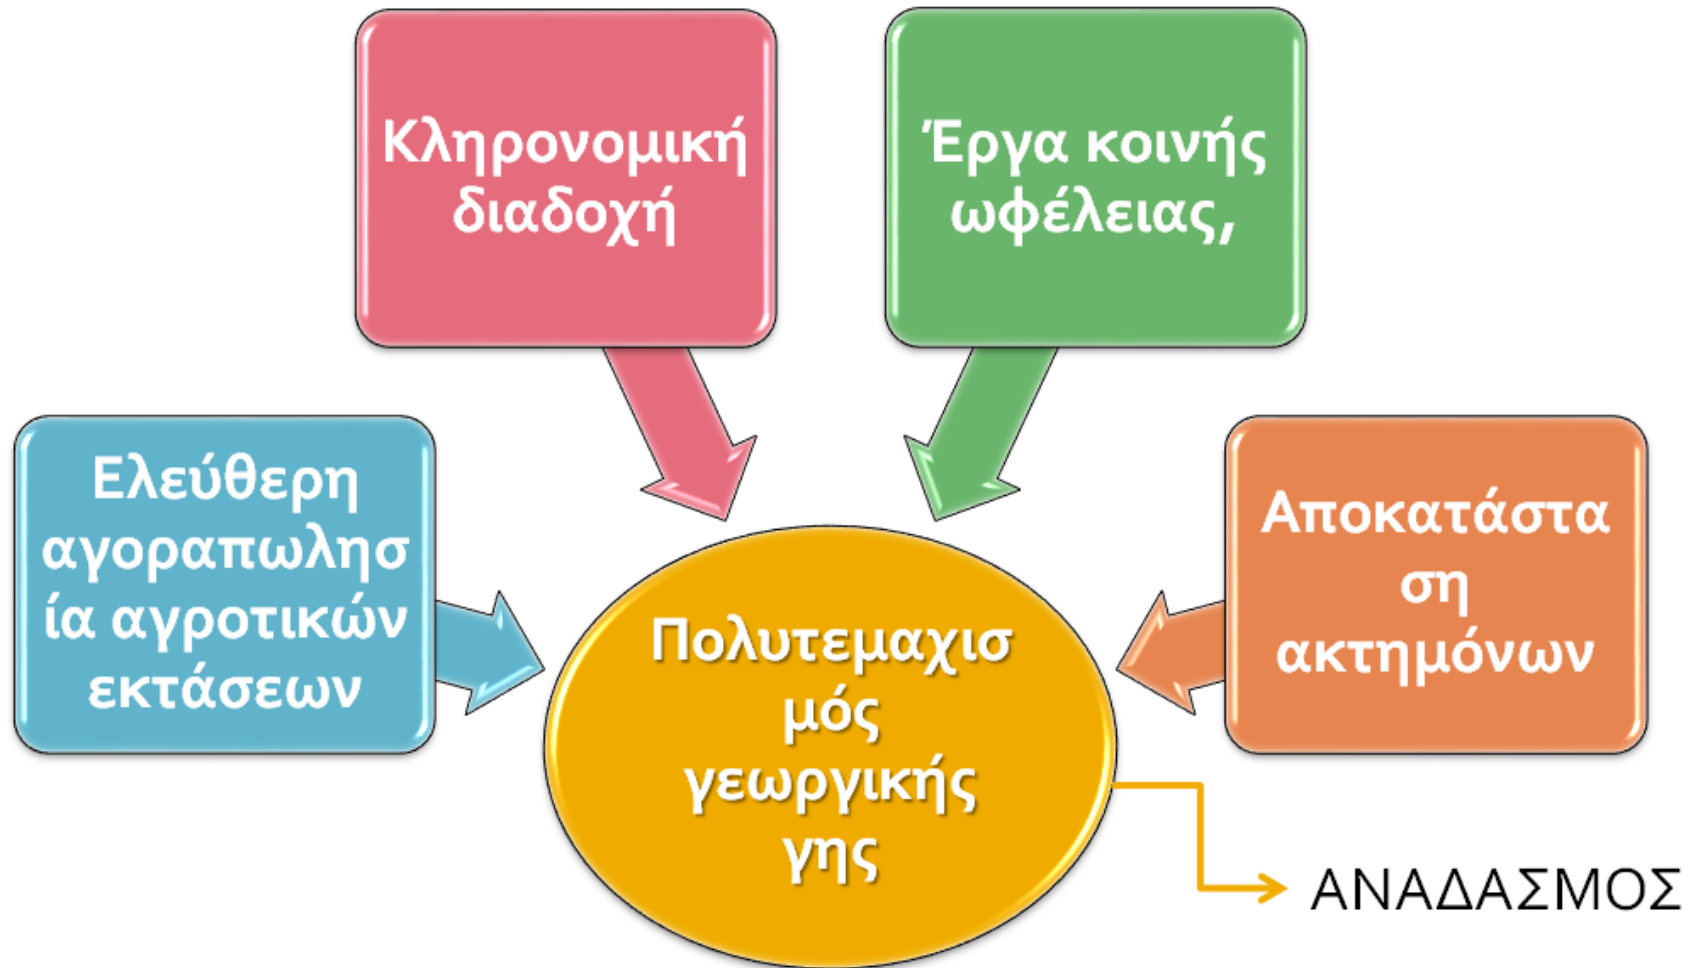 Κληρονομική
διαδοχή
Έργα κοινής
ωφέλειας,
Ελεύθερη
αγοραπωλησ
ία αγροτικών
εκτάσεων
Αποκατάστα
ση
ακτημόνων
Πολυτεμαχισ
μός
γεωργικής
γης
ΑΝΑΔΑΣΜΟΣ